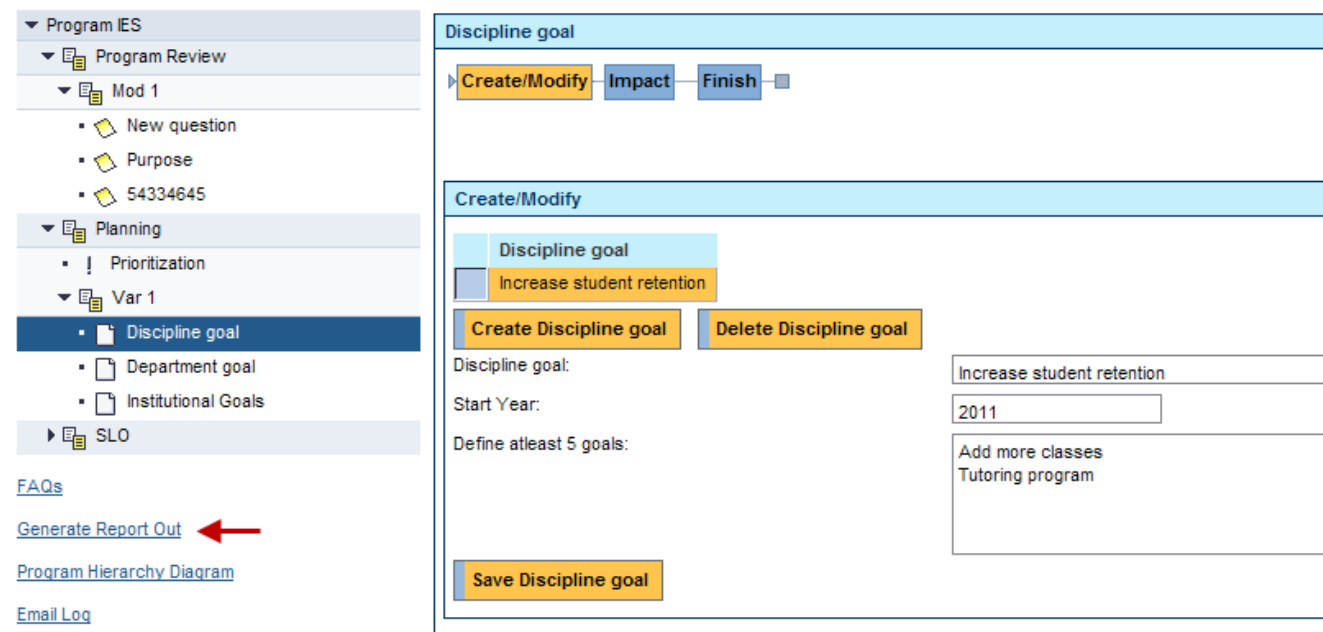 Program IES
Program Review
Mod 1
New question
Purpose
54334645
Planning
! Prioritization
Var 1
Discipline goal
Department goal
Institutional Goals
SLO
FAQs
Generate Report Out
Program Hierarchy Diagram
Email Log
Discipline goal
Create/Modify Impact Finish
Create/Modify
Discipline goal
Increase student retention
Create Discipline goal Delete Discipline goal
Discipline goal: Increase student retention
Start Year: 2011
Define atleast 5 goals: Add more classes
Tutoring program
Save Discipline goal